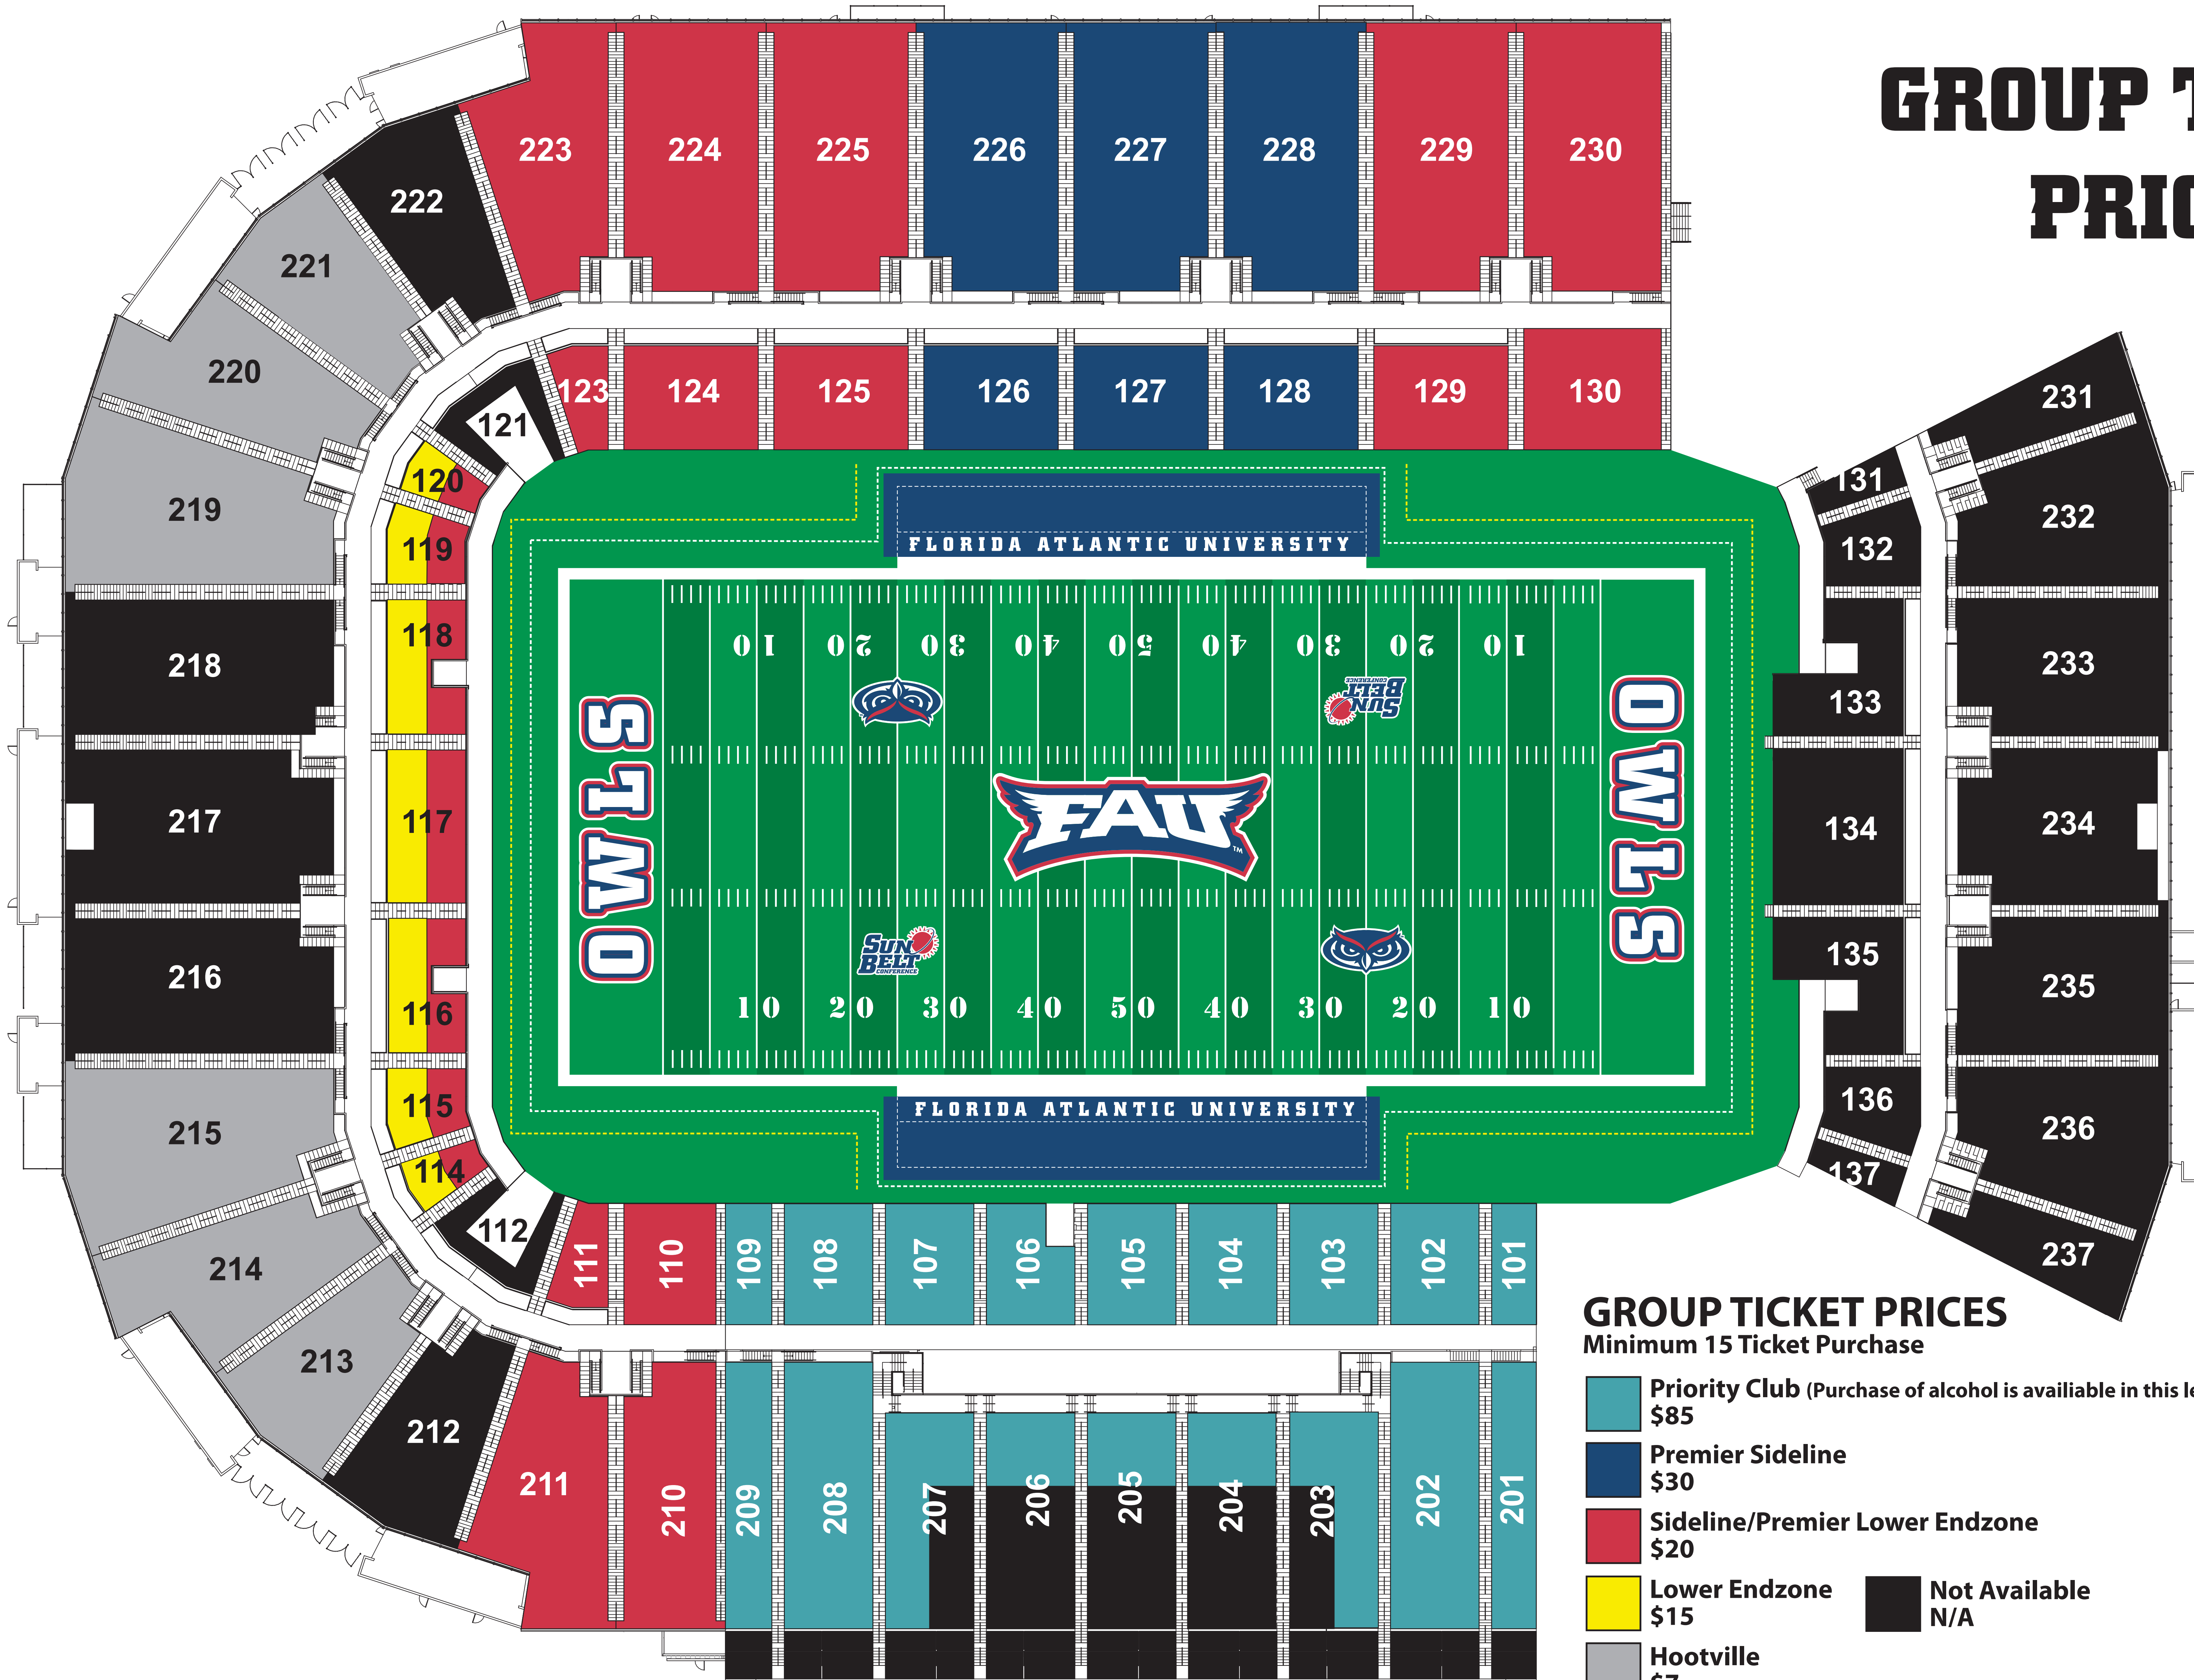 GROUP
223 224 225 226 227 228 229 230
222
221
220
219
218
217
216
215
214
213
212
123 124 125 126 127 128 129 130
121
120
119
118
117
116
115
114
112
231
131
232
132
233
133
134 234
135
235
136
236
137
237
FLORIDA ATLANTIC UNIVERSITY
10 20 30 40 50 40 30 20 10
SUN BELT
CONFERENCE
OWLS
FAU™
OWLS
SUN
BELT
CONFERENCE
10 20 30 40 50 40 30 20 10
FLORIDA ATLANTIC UNIVERSITY
111 110 109 108 107 106 105 104 103 102 101
211 210 209 208 207 206 205 204 203 202 201
GROUP TICKET PRICES
Minimum 15 Ticket Purchase
Priority Club (Purchase of alcohol is availiable in this
$85
Premier Sideline
$30
Sideline/Premier Lower Endzone
$20
Lower Endzone
$15
Not Available
N/A
Hootville